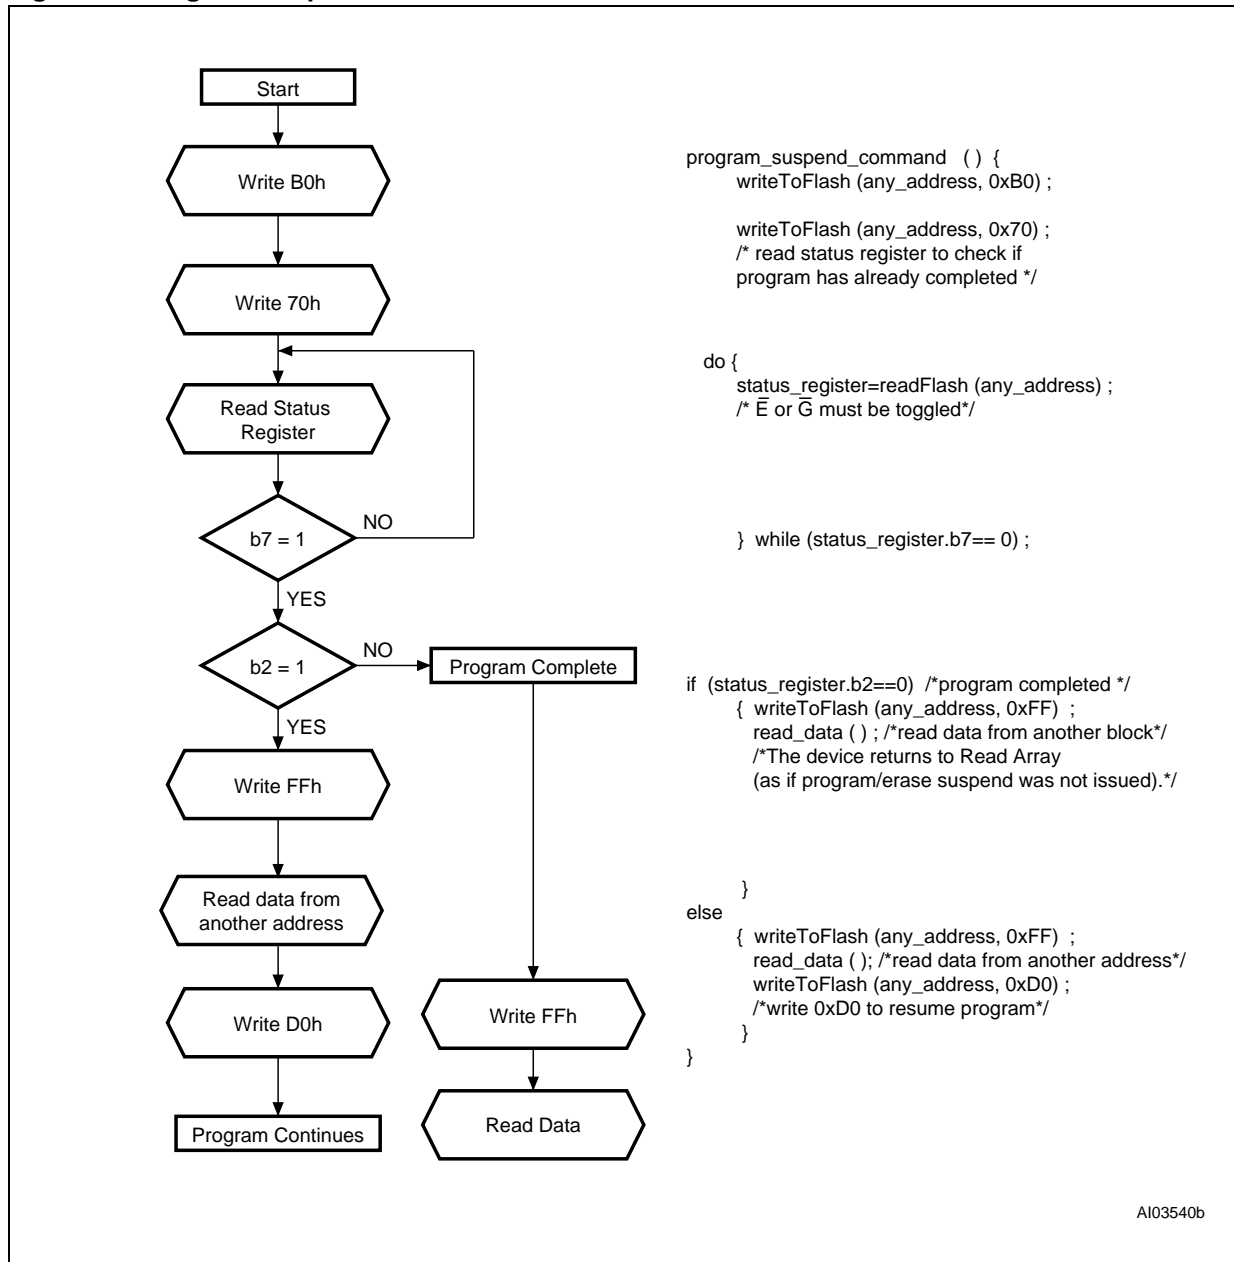 Start
Write B0h
Write 70h
Read Status
Register
b7 = 1
NO
YES
b2 = 1
NO
Program Complete
YES
Write FFh
Read data from
another address
Write D0h
Write FFh
Program Continues
Read Data
program_suspend_command ( ) {
writeToFlash (any_address, 0xB0) ;
writeToFlash (any_address, 0x70) ;
/* read status register to check if
program has already completed */
do {
status_register=readFlash (any_address) ;
/* E̅ or G̅ must be toggled*/
} while (status_register.b7== 0) ;
if (status_register.b2==0) /*program completed */
{ writeToFlash (any_address, 0xFF) ;
read_data ( ) ; /*read data from another block*/
/*The device returns to Read Array
(as if program/erase suspend was not issued).*/
}
else
{ writeToFlash (any_address, 0xFF) ;
read_data ( ); /*read data from another address*/
writeToFlash (any_address, 0xD0) ;
/*write 0xD0 to resume program*/
}
}
AI03540b